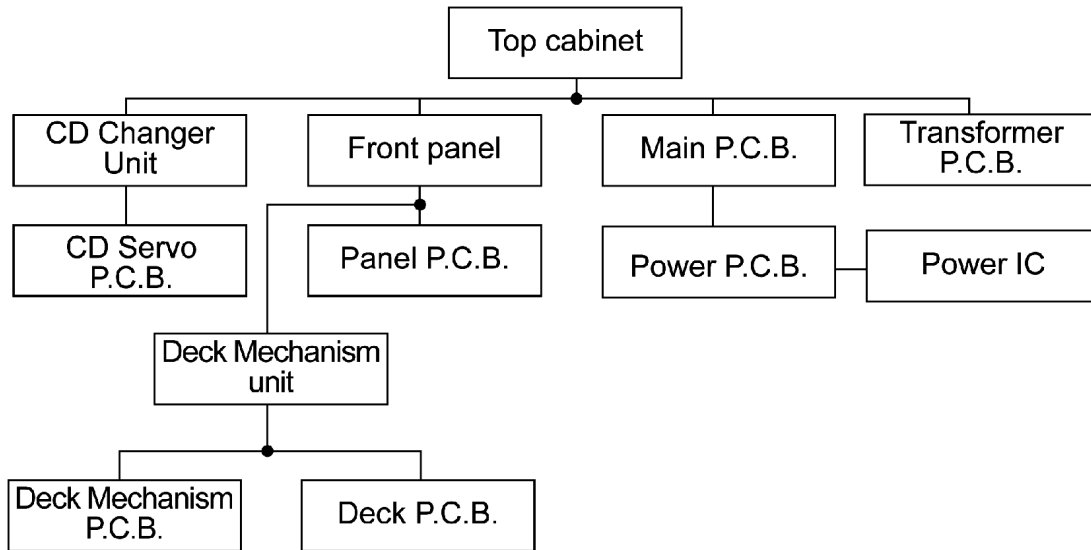 Top cabinet
CD Changer
Unit
Front panel
Main P.C.B.
Transformer
P.C.B.
CD Servo
P.C.B.
Panel P.C.B.
Power P.C.B.
Power IC
Deck Mechanism
unit
Deck Mechanism
P.C.B.
Deck P.C.B.